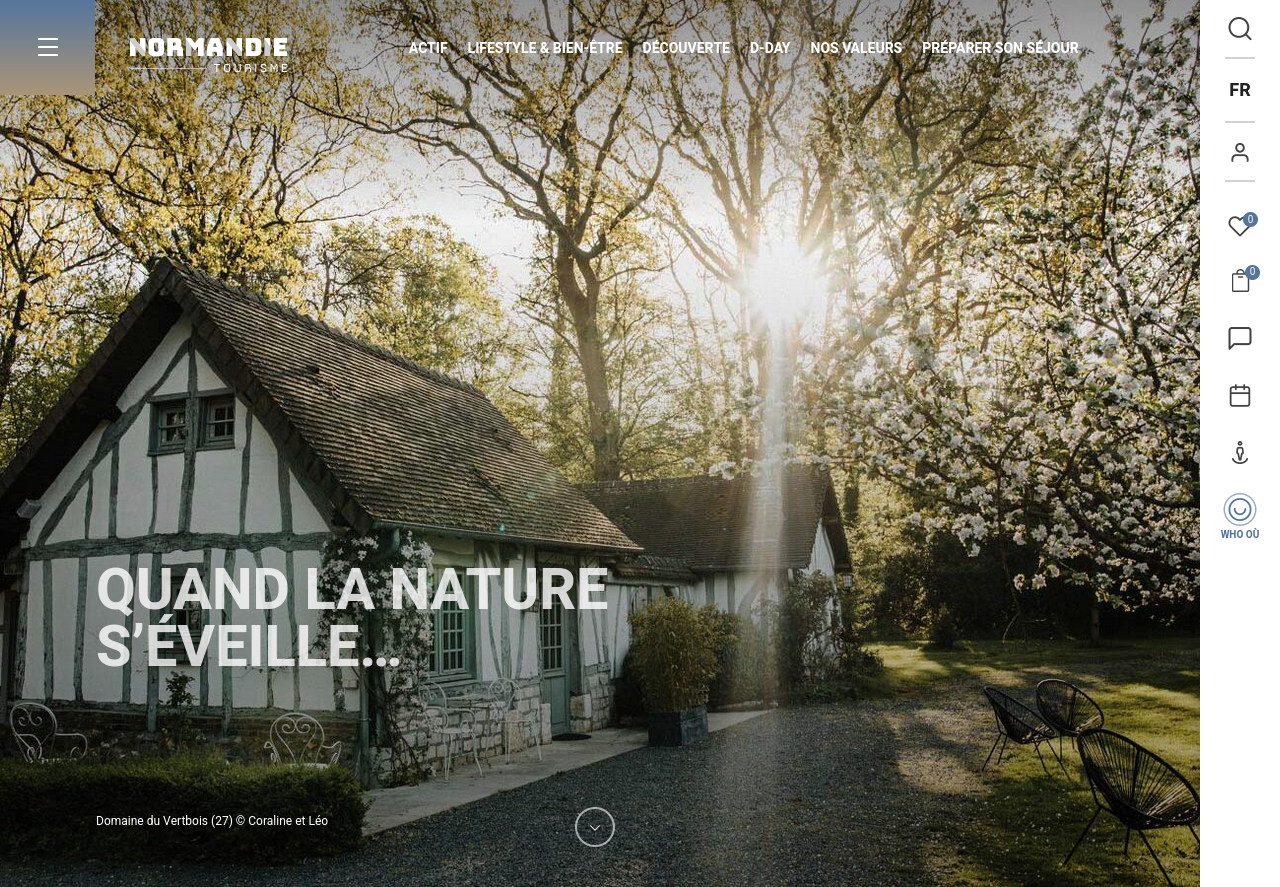 NORMANDIE
TOURISME
ACTIF LIFESTYLE & BIEN-ÊTRE DÉCOUVERTE D-DAY NOS VALEURS PRÉPARER SON SÉJOUR
FR
0
0
WHO OÙ
QUAND LA NATURE
S’ÉVEILLE…
Domaine du Vertbois (27) © Coraline et Léo